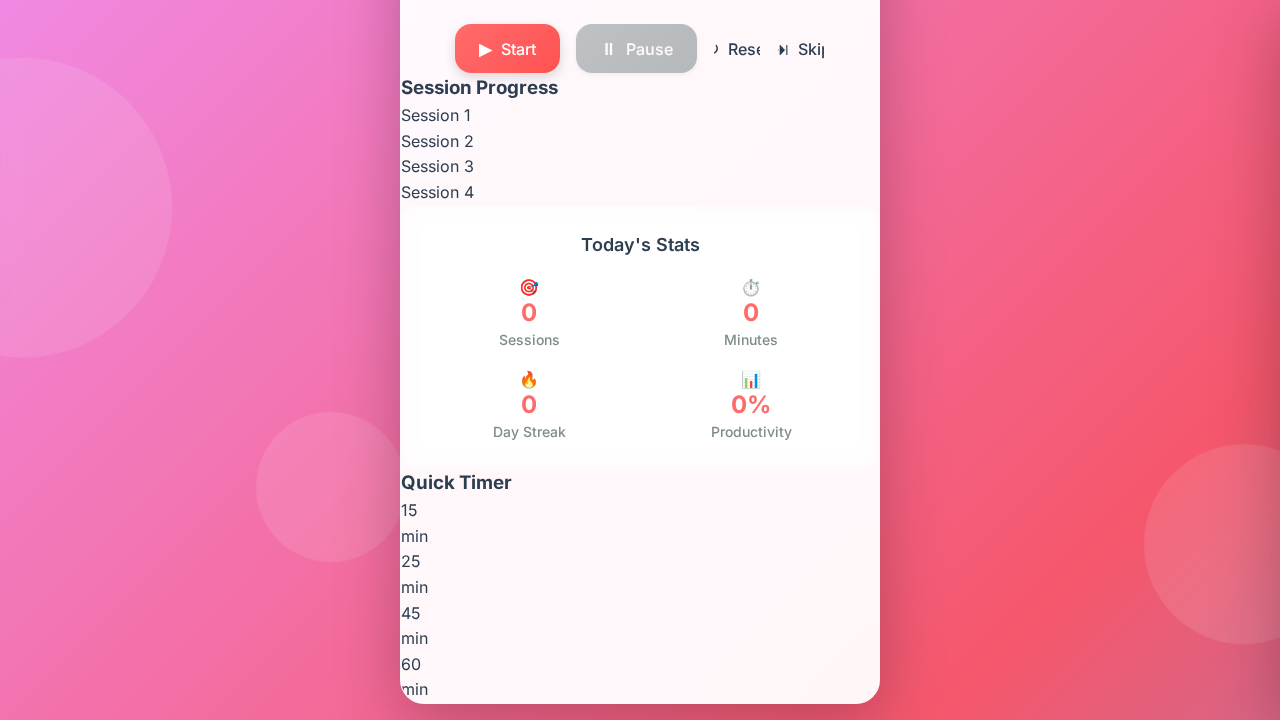 ▶ Start ⏸ Pause Rese Skip
Session Progress
Session 1
Session 2
Session 3
Session 4
Today's Stats
🎯 ⏱️
0 0
Sessions Minutes
🔥 📊
0 0%
Day Streak Productivity
Quick Timer
15
min
25
min
45
min
60
min